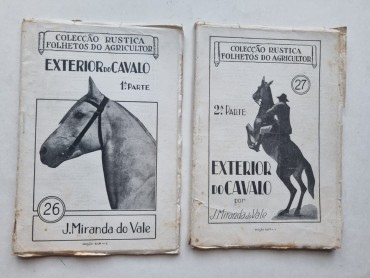 COLECÇÃO RUSTICA
FOLHETOS DO AGRICULTOR
EXTERIOR DO CAVALO
1.ª PARTE
26
J. Miranda do Vale
COLECÇÃO RUSTICA
FOLHETOS DO AGRICULTOR
27
2.ª PARTE
EXTERIOR
DO CAVALO
por
J. Miranda do Vale